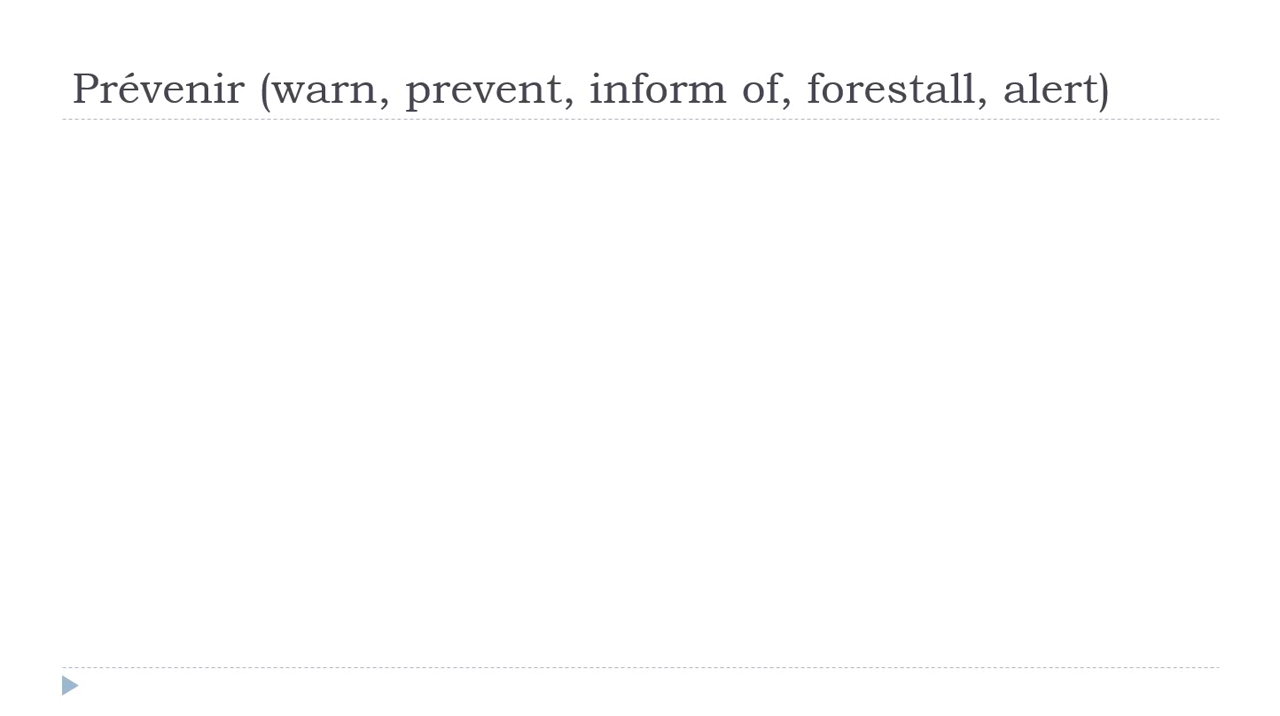 Prévenir (warn, prevent, inform of, forestall, alert)